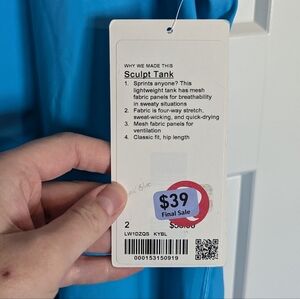 WHY WE MADE THIS
Sculpt Tank
1. Sprints anyone? This
lightweight tank has mesh
fabric panels for breathability
in sweaty situations
2. Fabric is four-way stretch,
sweat-wicking, and quick-drying
3. Mesh fabric panels for
ventilation
4. Classic fit, hip length
$39
Final Sale
2
LW1DZQS KYBL
000153150919